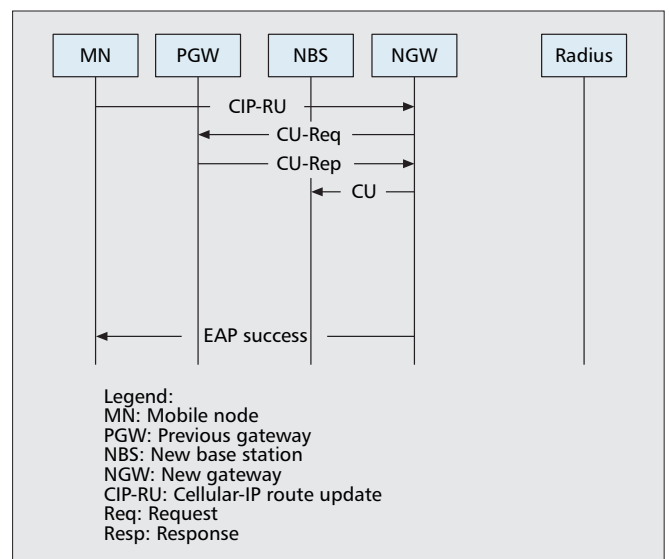 MN PGW NBS NGW Radius
CIP-RU
CU-Req
CU-Rep
CU
EAP success
Legend:
MN: Mobile node
PGW: Previous gateway
NBS: New base station
NGW: New gateway
CIP-RU: Cellular-IP route update
Req: Request
Resp: Response